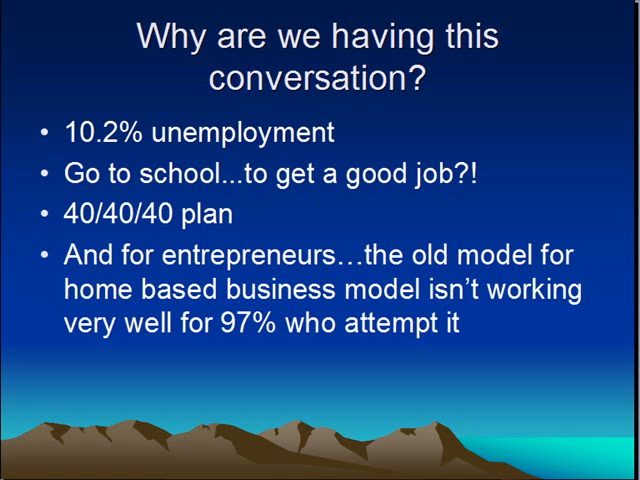 Why are we having this
conversation?
• 10.2% unemployment
• Go to school...to get a good job?!
• 40/40/40 plan
• And for entrepreneurs…the old model for
home based business model isn't working
very well for 97% who attempt it